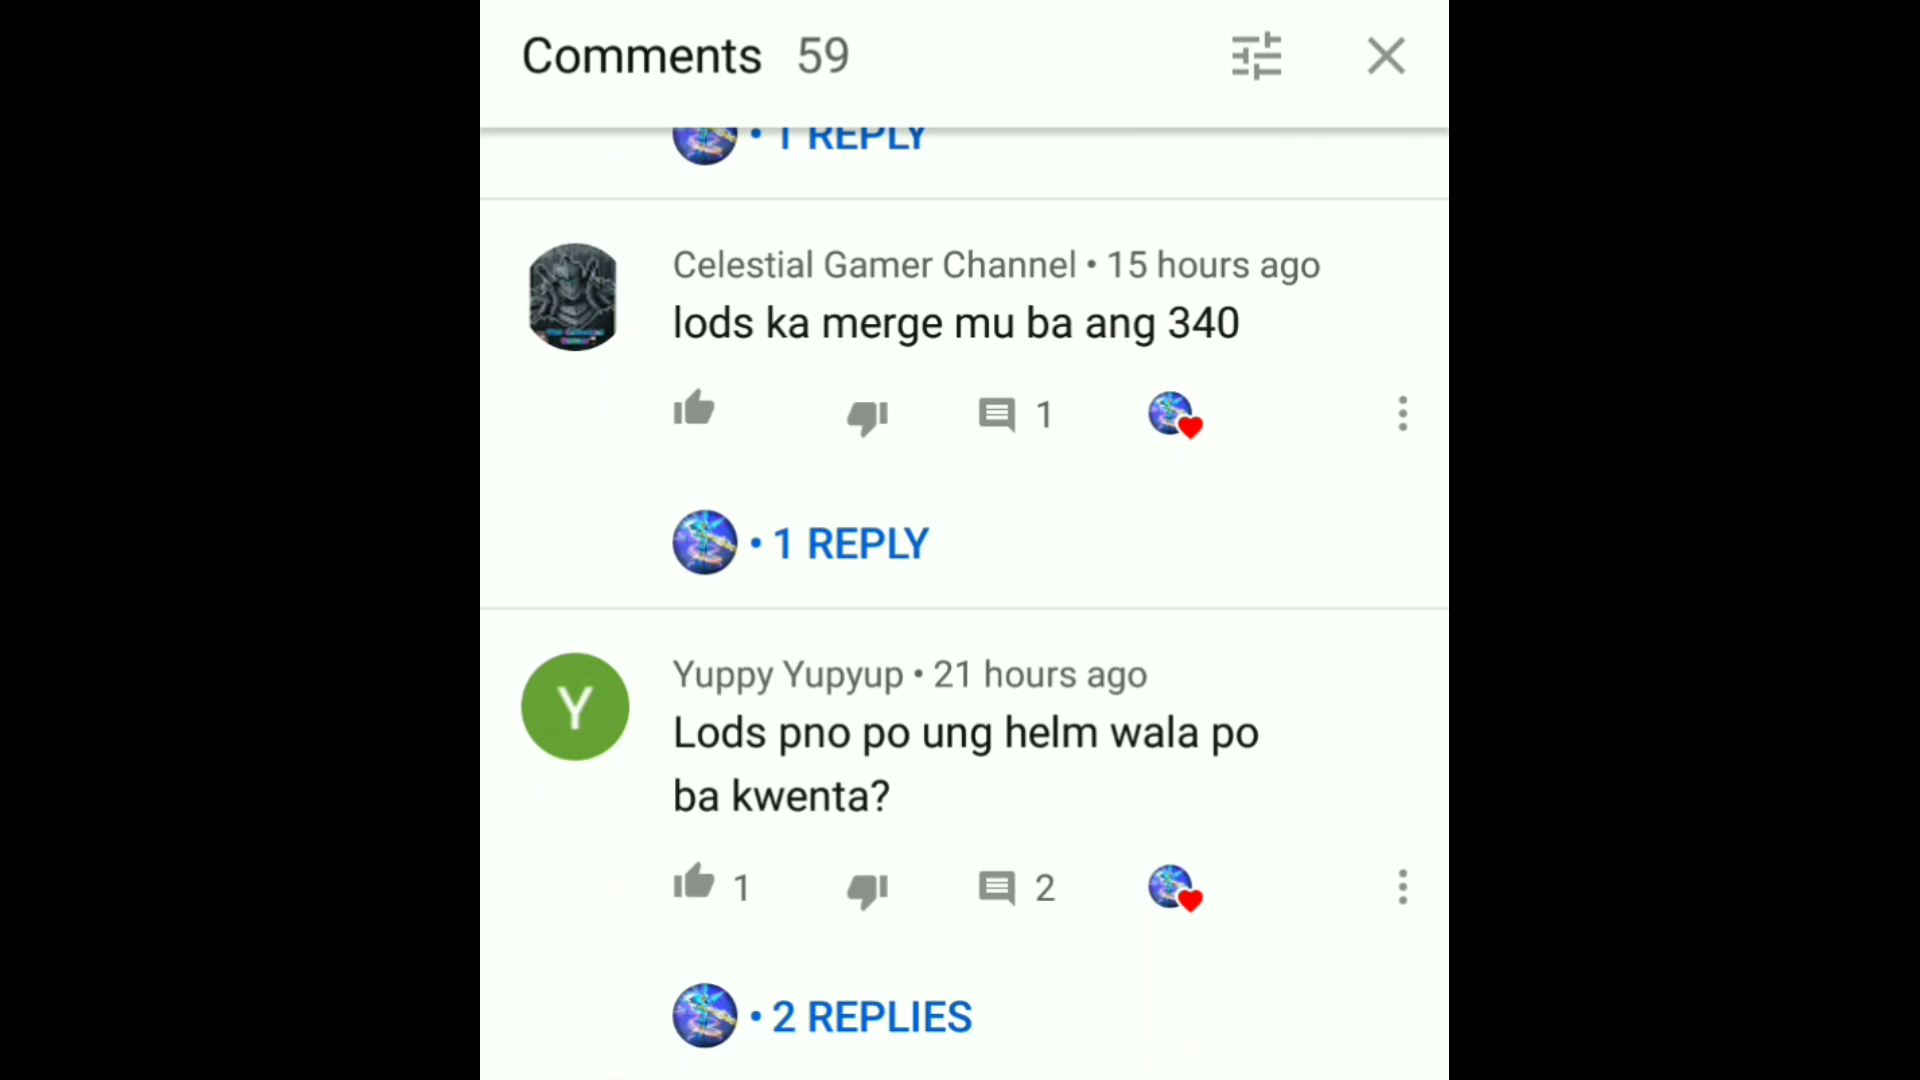 Comments 59
• 1 REPLY
Celestial Gamer Channel • 15 hours ago
lods ka merge mu ba ang 340
1
• 1 REPLY
Y
Yuppy Yupyup • 21 hours ago
Lods pno po ung helm wala po
ba kwenta?
1 2
• 2 REPLIES